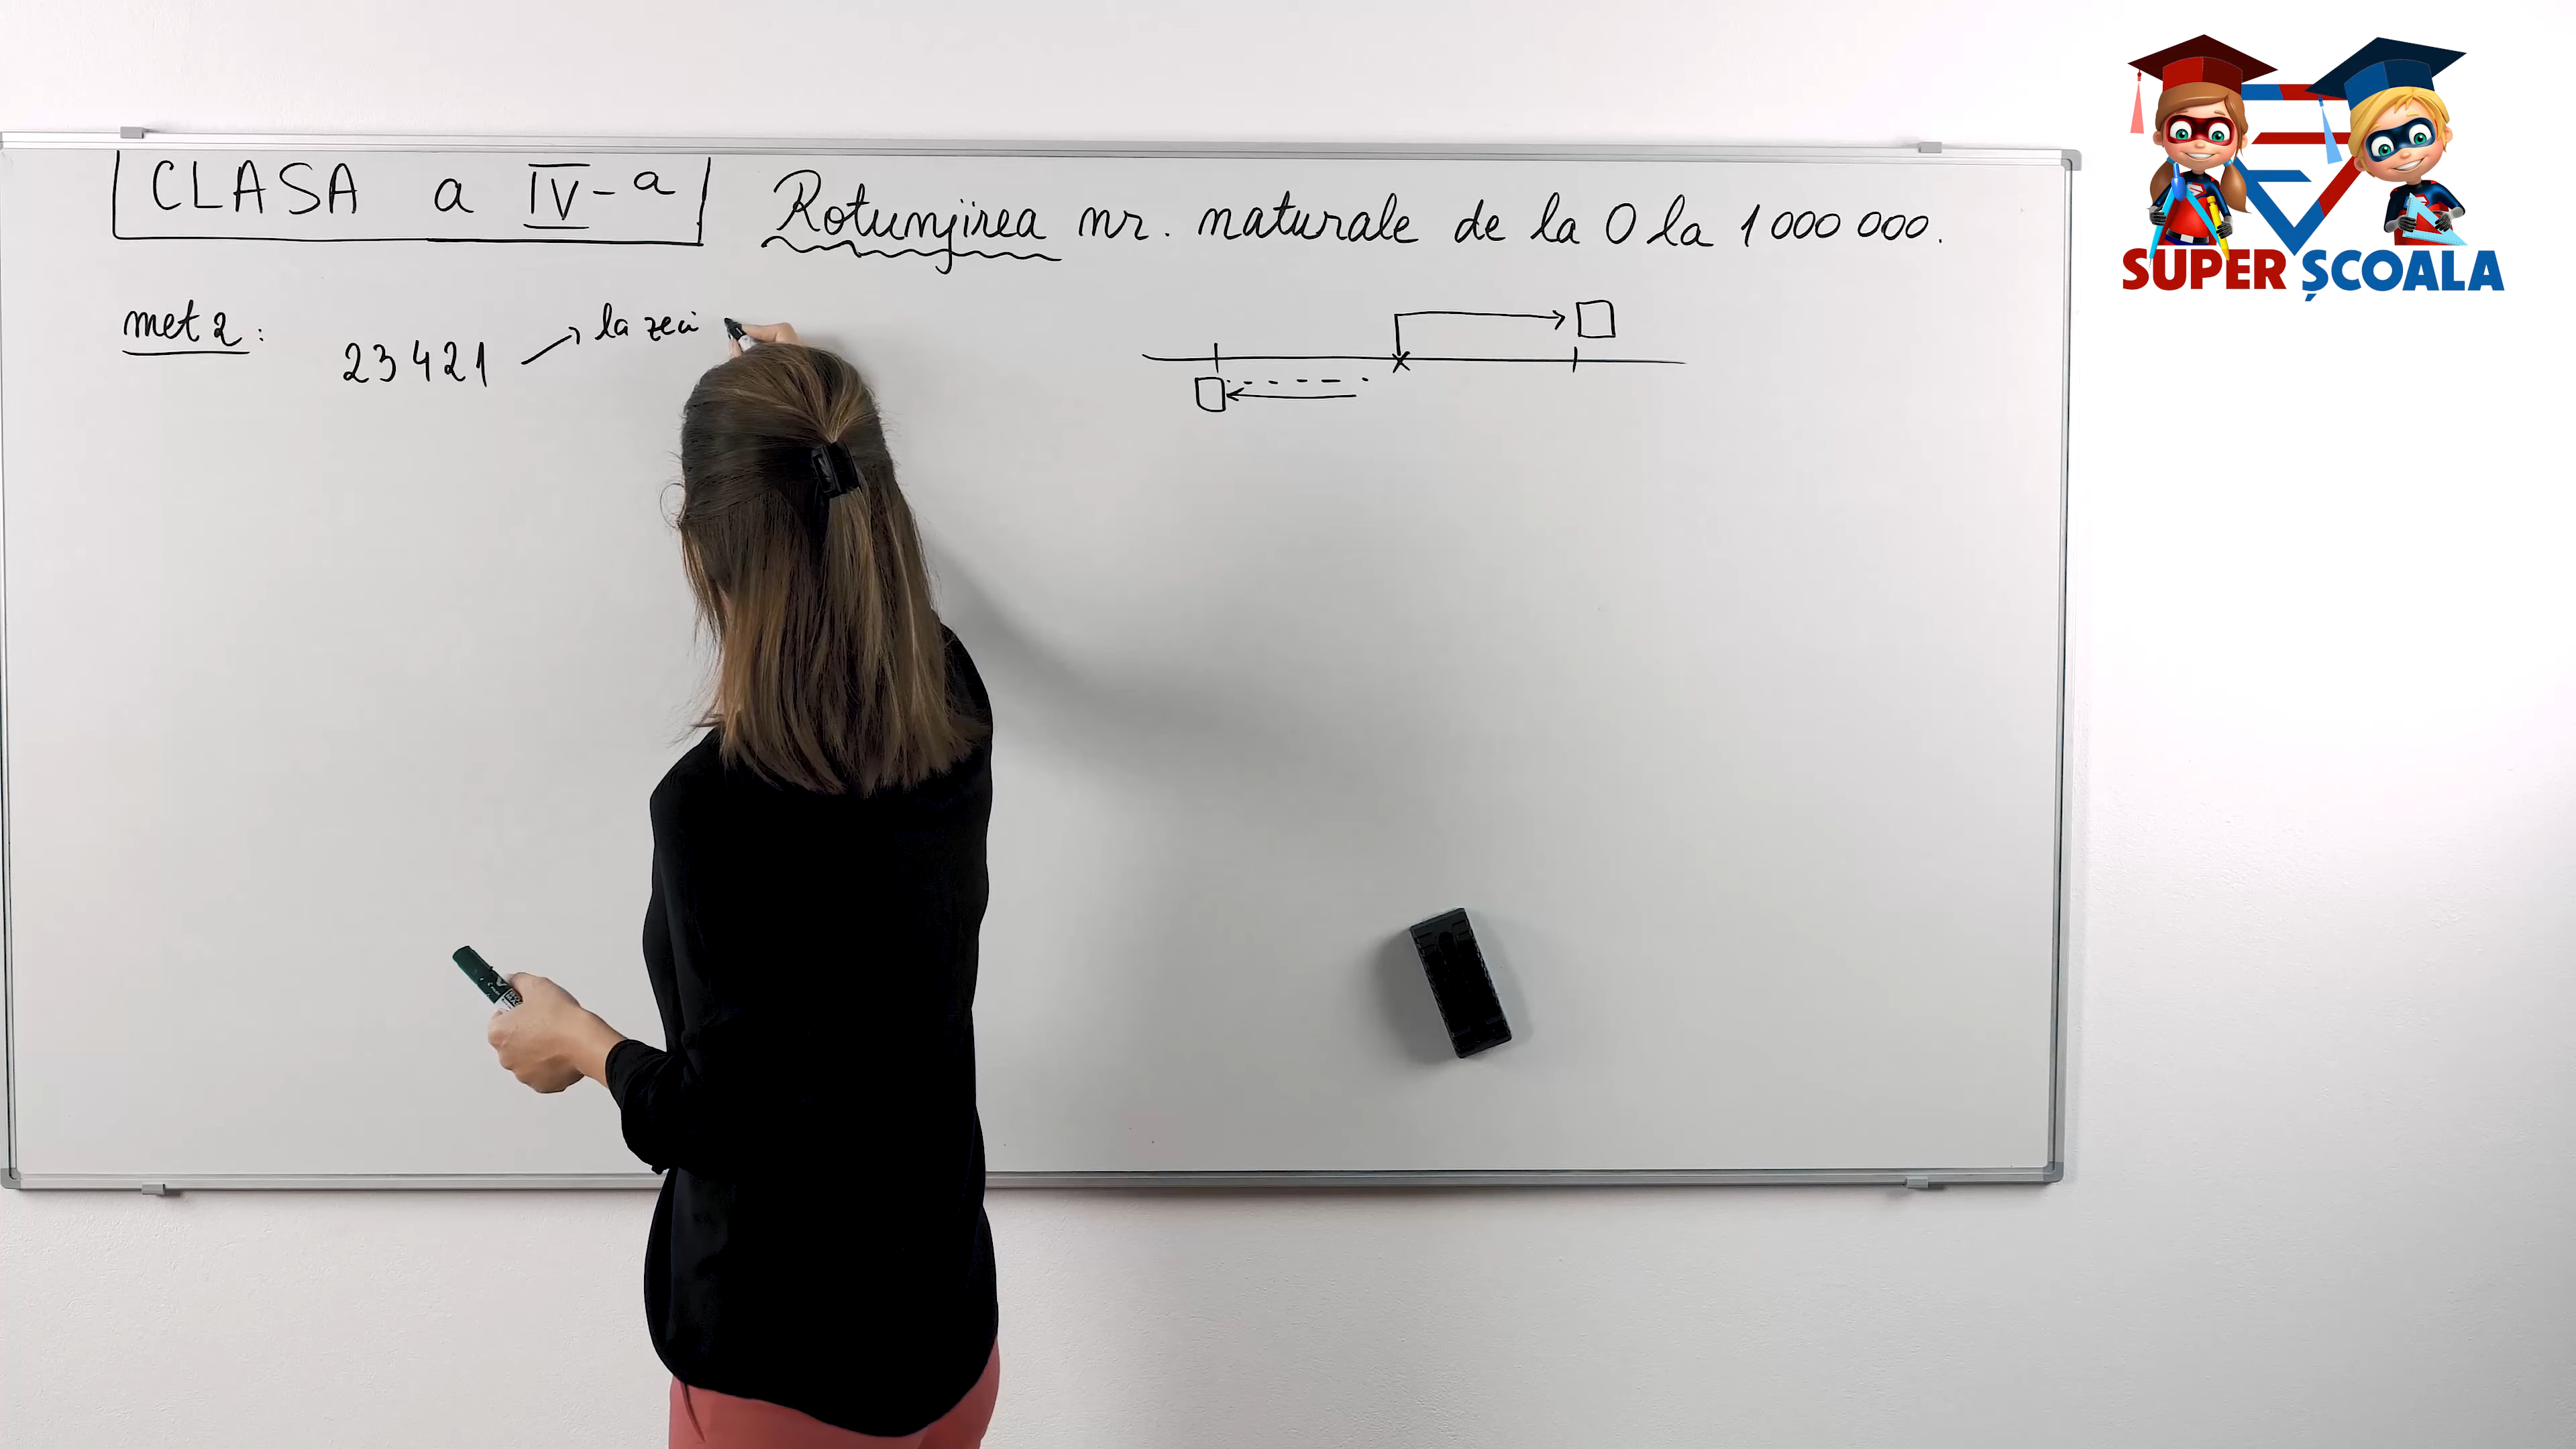 CLASA a IV-a
Rotunjirea nr. naturale de la 0 la 1 000 000.
SUPER ȘCOALA
met 2:
23421
la zeci